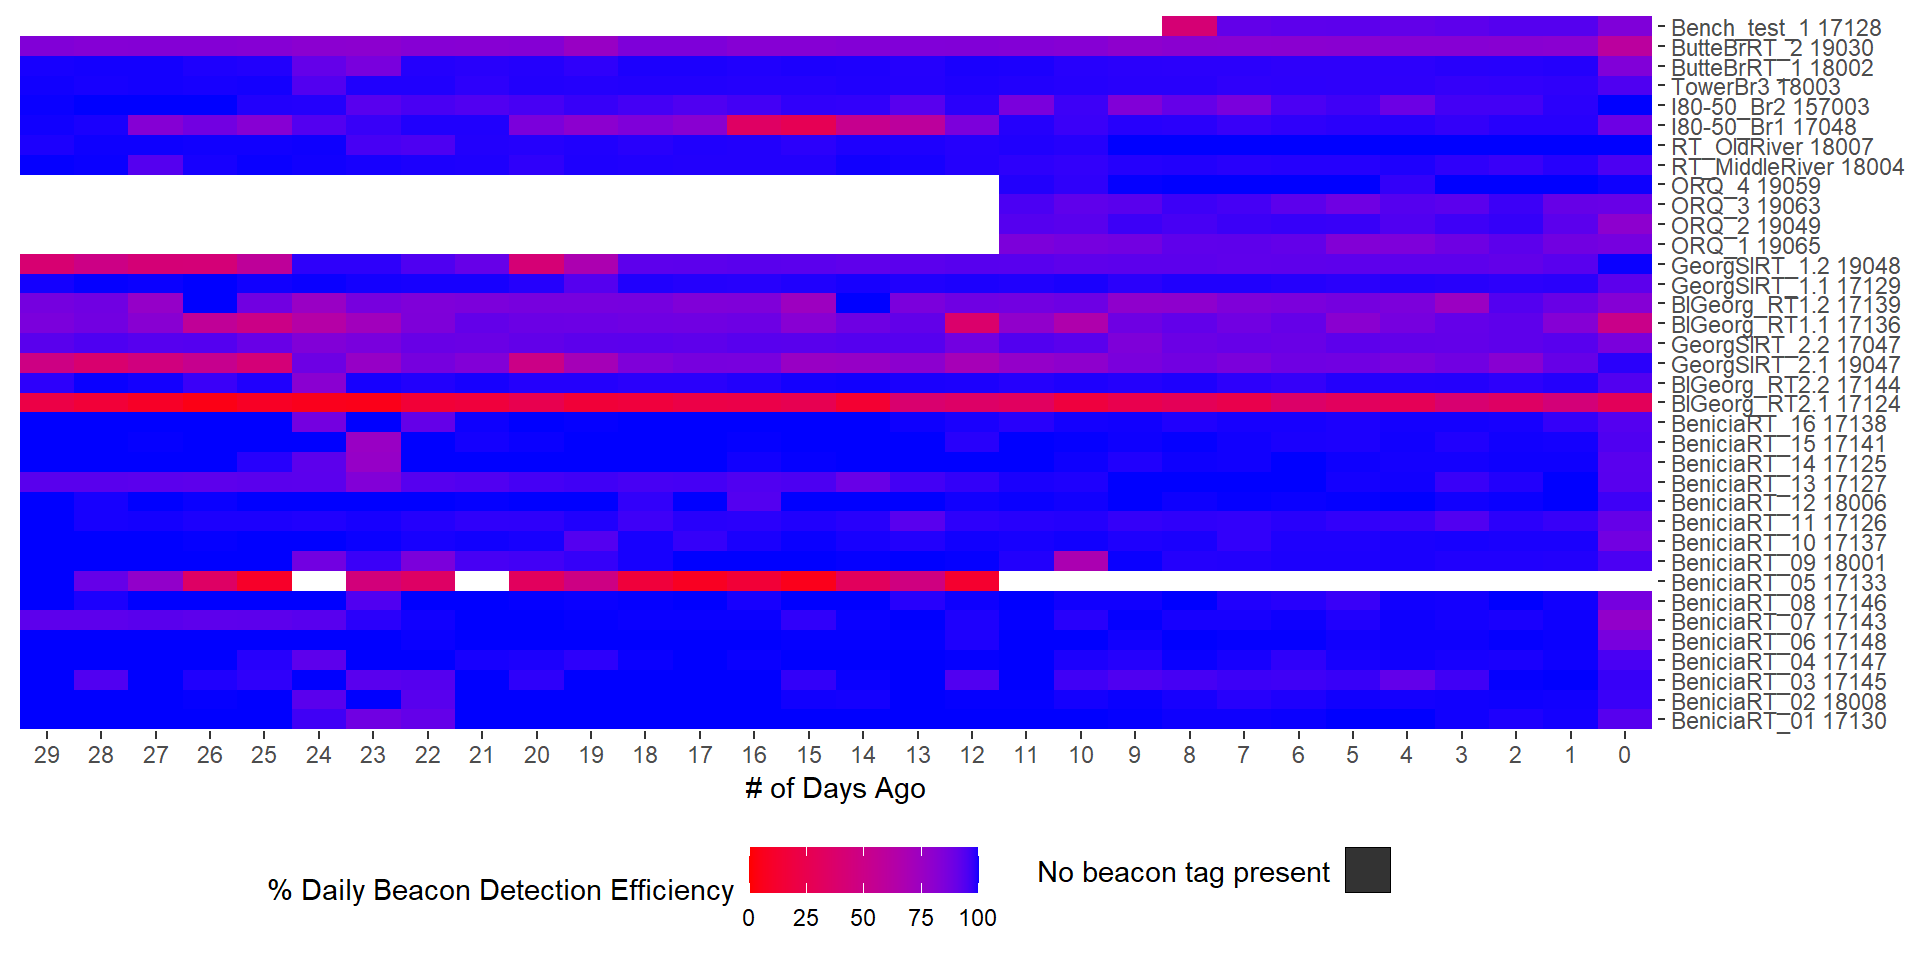 Bench_test_1 17128
ButteBrRT_2 19030
ButteBrRT_1 18002
TowerBr3 18003
I80-50_Br2 157003
I80-50_Br1 17048
RT_OldRiver 18007
RT_MiddleRiver 18004
ORQ_4 19059
ORQ_3 19063
ORQ_2 19049
ORQ_1 19065
GeorgSlRT_1.2 19048
GeorgSlRT_1.1 17129
BlGeorg_RT1.2 17139
BlGeorg_RT1.1 17136
GeorgSlRT_2.2 17047
GeorgSlRT_2.1 19047
BlGeorg_RT2.2 17144
BlGeorg_RT2.1 17124
BeniciaRT_16 17138
BeniciaRT_15 17141
BeniciaRT_14 17125
BeniciaRT_13 17127
BeniciaRT_12 18006
BeniciaRT_11 17126
BeniciaRT_10 17137
BeniciaRT_09 18001
BeniciaRT_05 17133
BeniciaRT_08 17146
BeniciaRT_07 17143
BeniciaRT_06 17148
BeniciaRT_04 17147
BeniciaRT_03 17145
BeniciaRT_02 18008
BeniciaRT_01 17130
29 28 27 26 25 24 23 22 21 20 19 18 17 16 15 14 13 12 11 10 9 8 7 6 5 4 3 2 1 0
# of Days Ago
% Daily Beacon Detection Efficiency
0 25 50 75 100
No beacon tag present